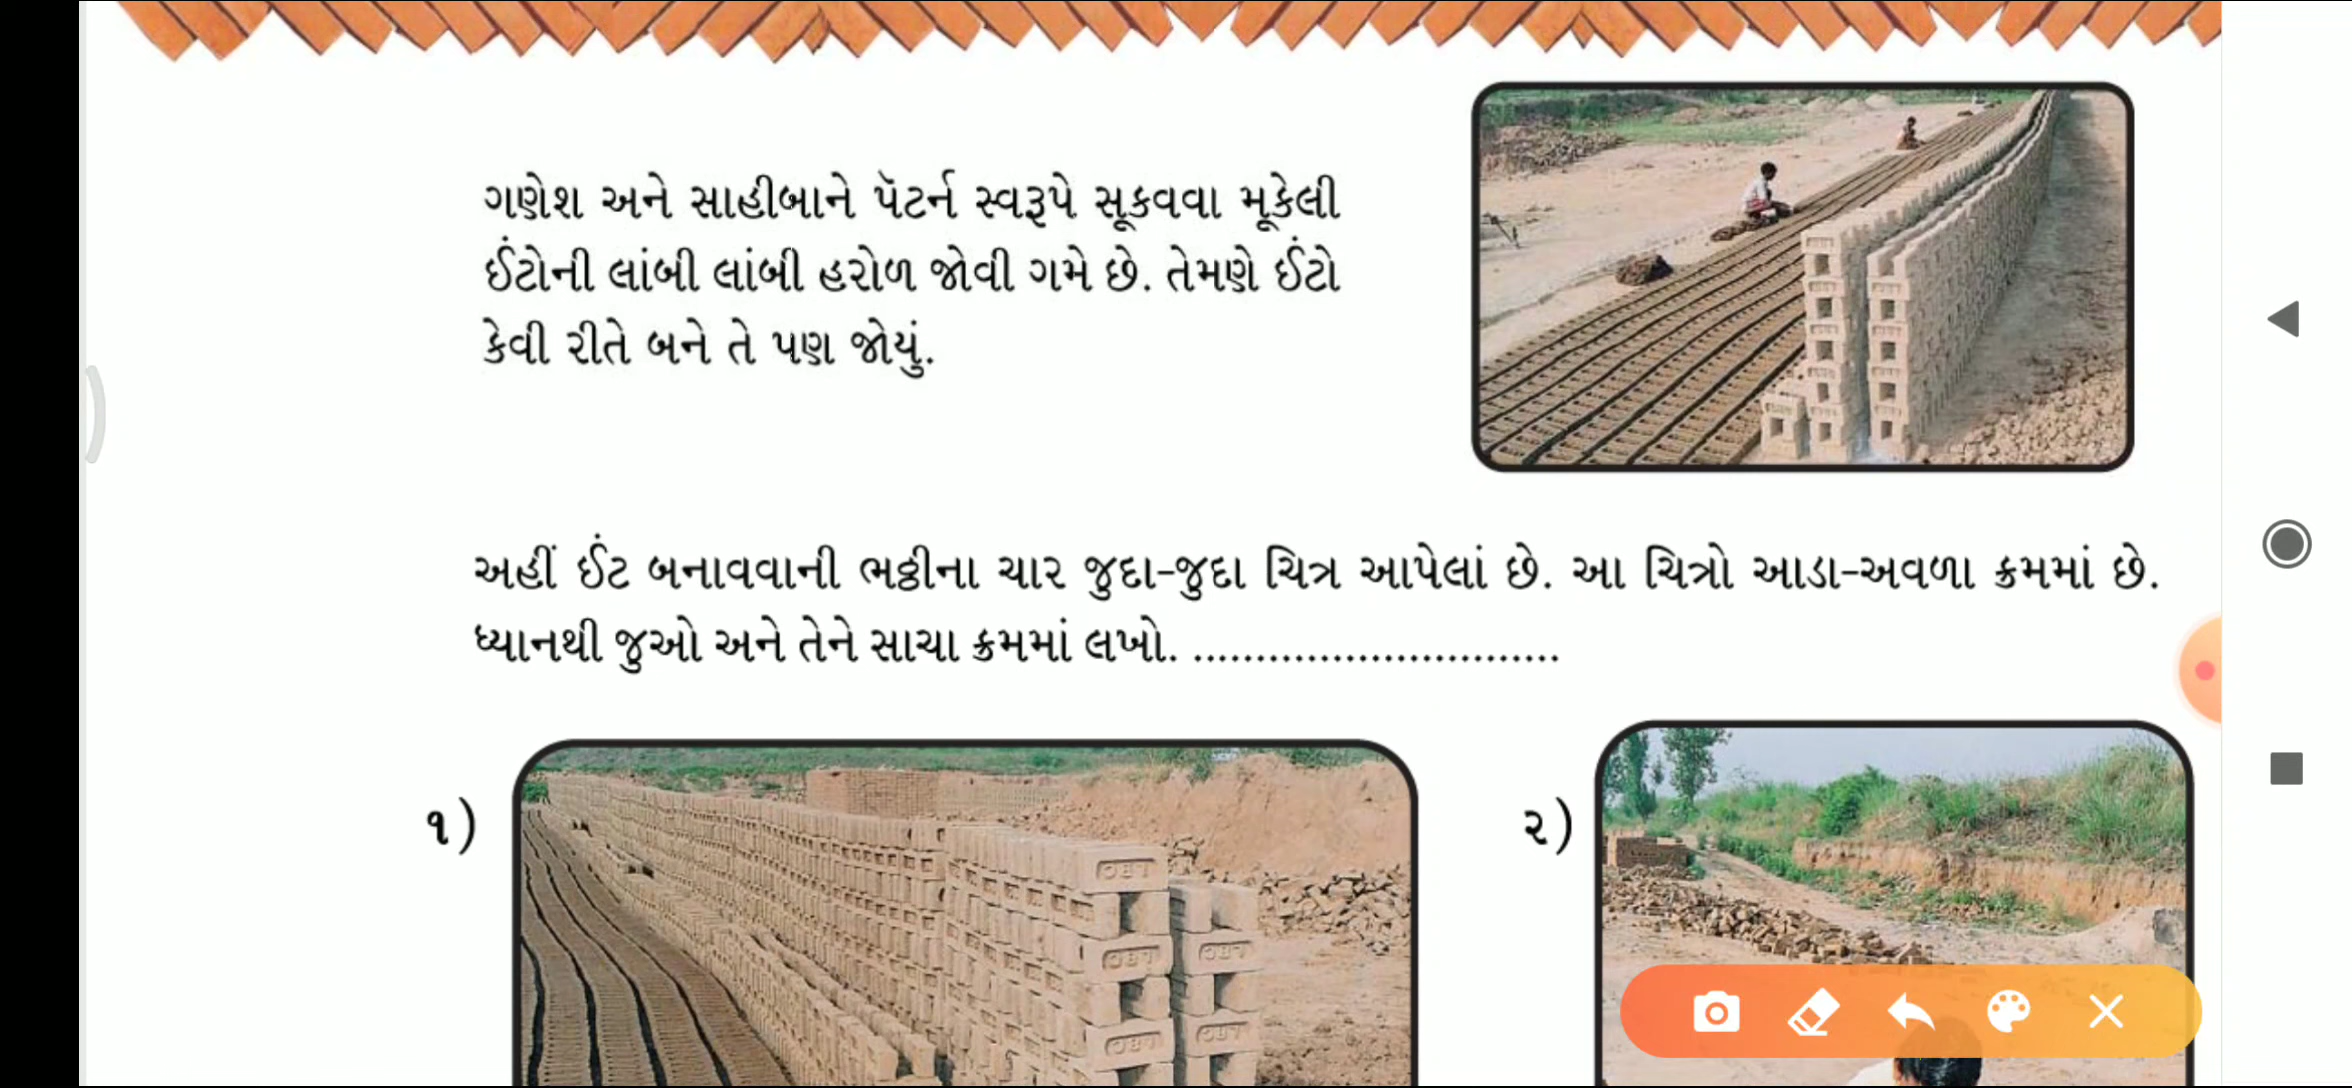 ગણેશ અને સાહીબાને પૅટર્ન સ્વરૂપે સૂકવવા મૂકેલી
ઈંટોની લાંબી લાંબી હરોળ જોવી ગમે છે. તેમણે ઈંટો
કેવી રીતે બને તે પણ જોયું.
અહીં ઈંટ બનાવવાની ભઠ્ઠીના ચાર જુદા-જુદા ચિત્ર આપેલાં છે. આ ચિત્રો આડા-અવળા ક્રમમાં છે.
ધ્યાનથી જુઓ અને તેને સાચા ક્રમમાં લખો. .............................
૧)
૨)